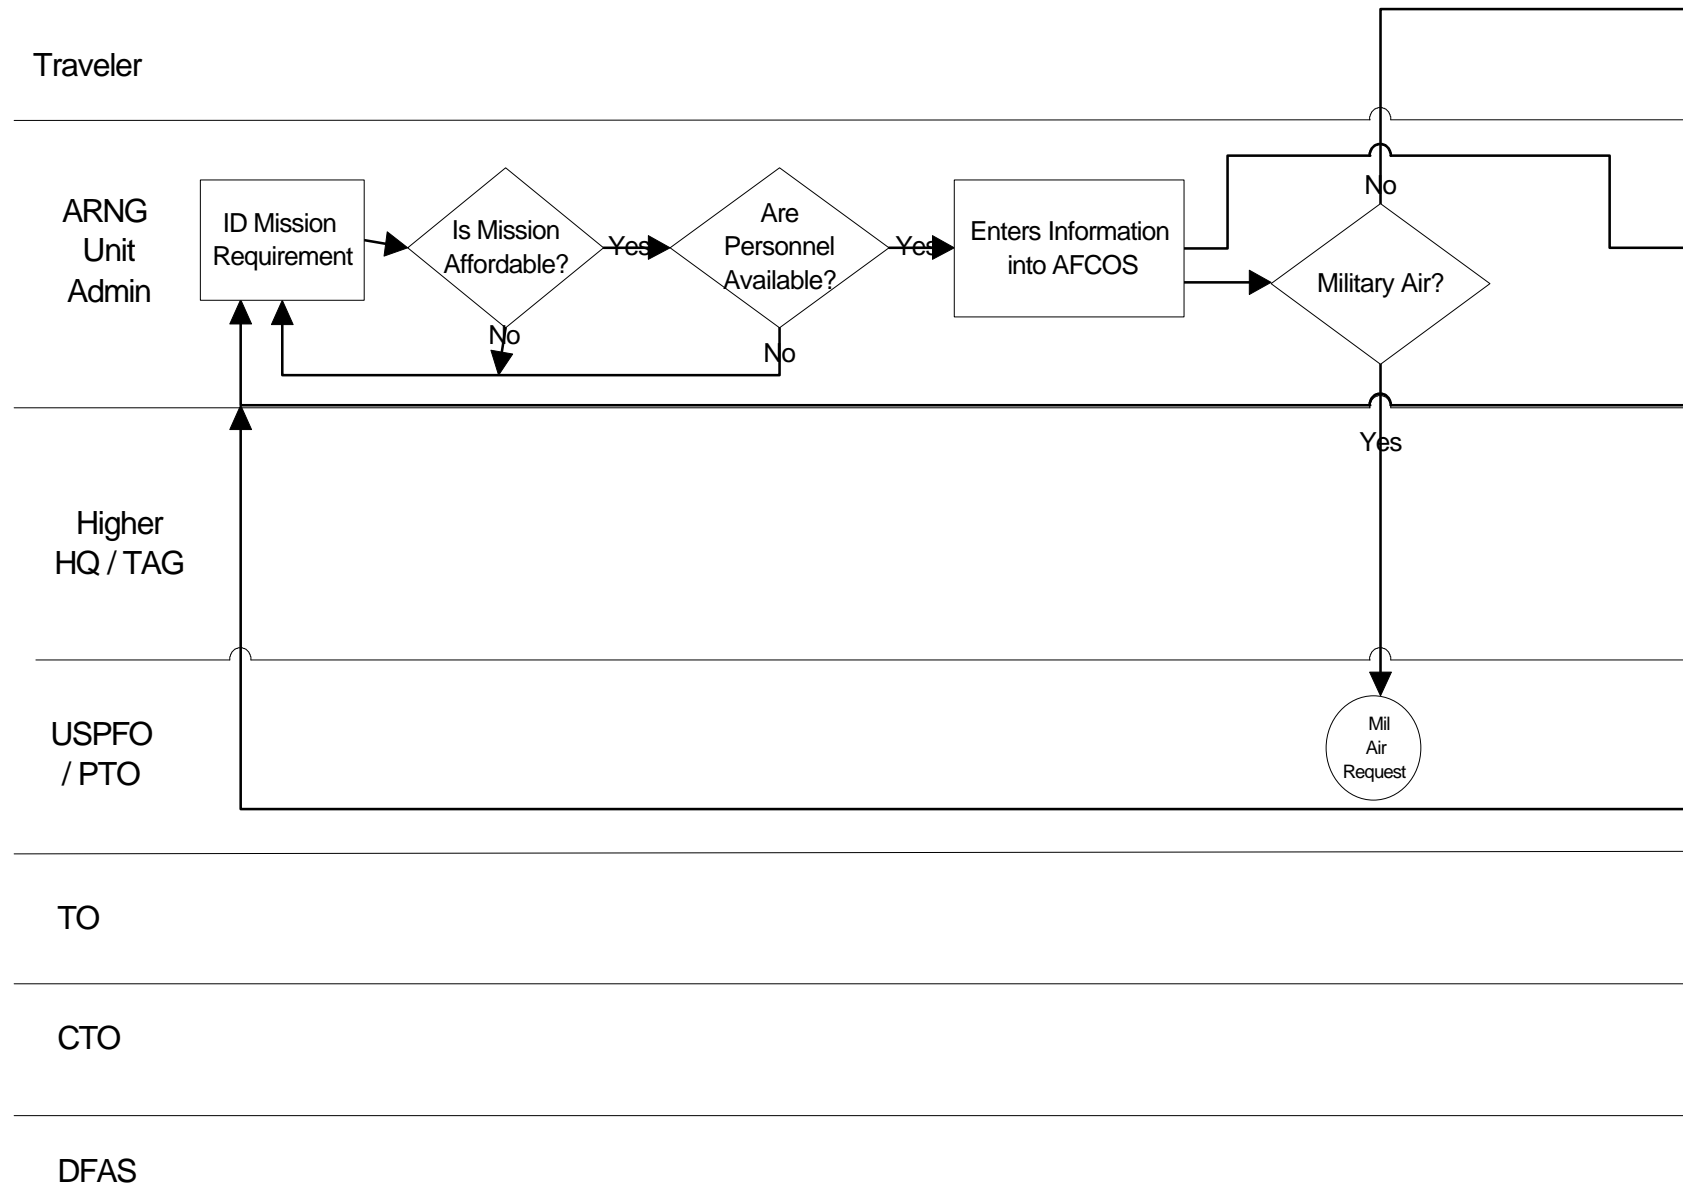 Traveler
ARNG
Unit
Admin
ID Mission
Requirement
Is Mission
Affordable?
Yes
No
Are
Personnel
Available?
Yes
No
Enters Information
into AFCOS
No
Military Air?
Yes
Higher
HQ / TAG
USPFO
/ PTO
Mil
Air
Request
TO
CTO
DFAS